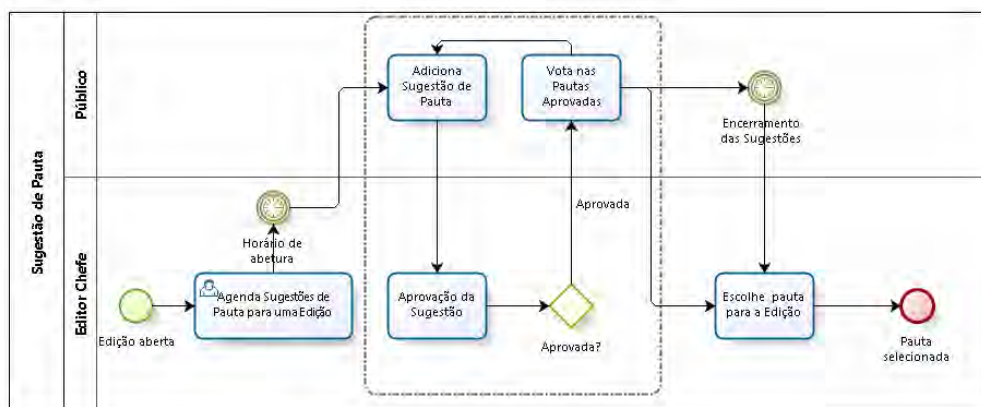 Sugestão de Pauta
Público
Adiciona
Sugestão de
Pauta
Vota nas
Pautas
Aprovadas
Encerramento
das Sugestões
Editor Chefe
Edição aberta
Agenda Sugestões de
Pauta para uma Edição
Horário de
abetura
Aprovação da
Sugestão
Aprovada?
Aprovada
Escolhe pauta
para a Edição
Pauta
selecionada